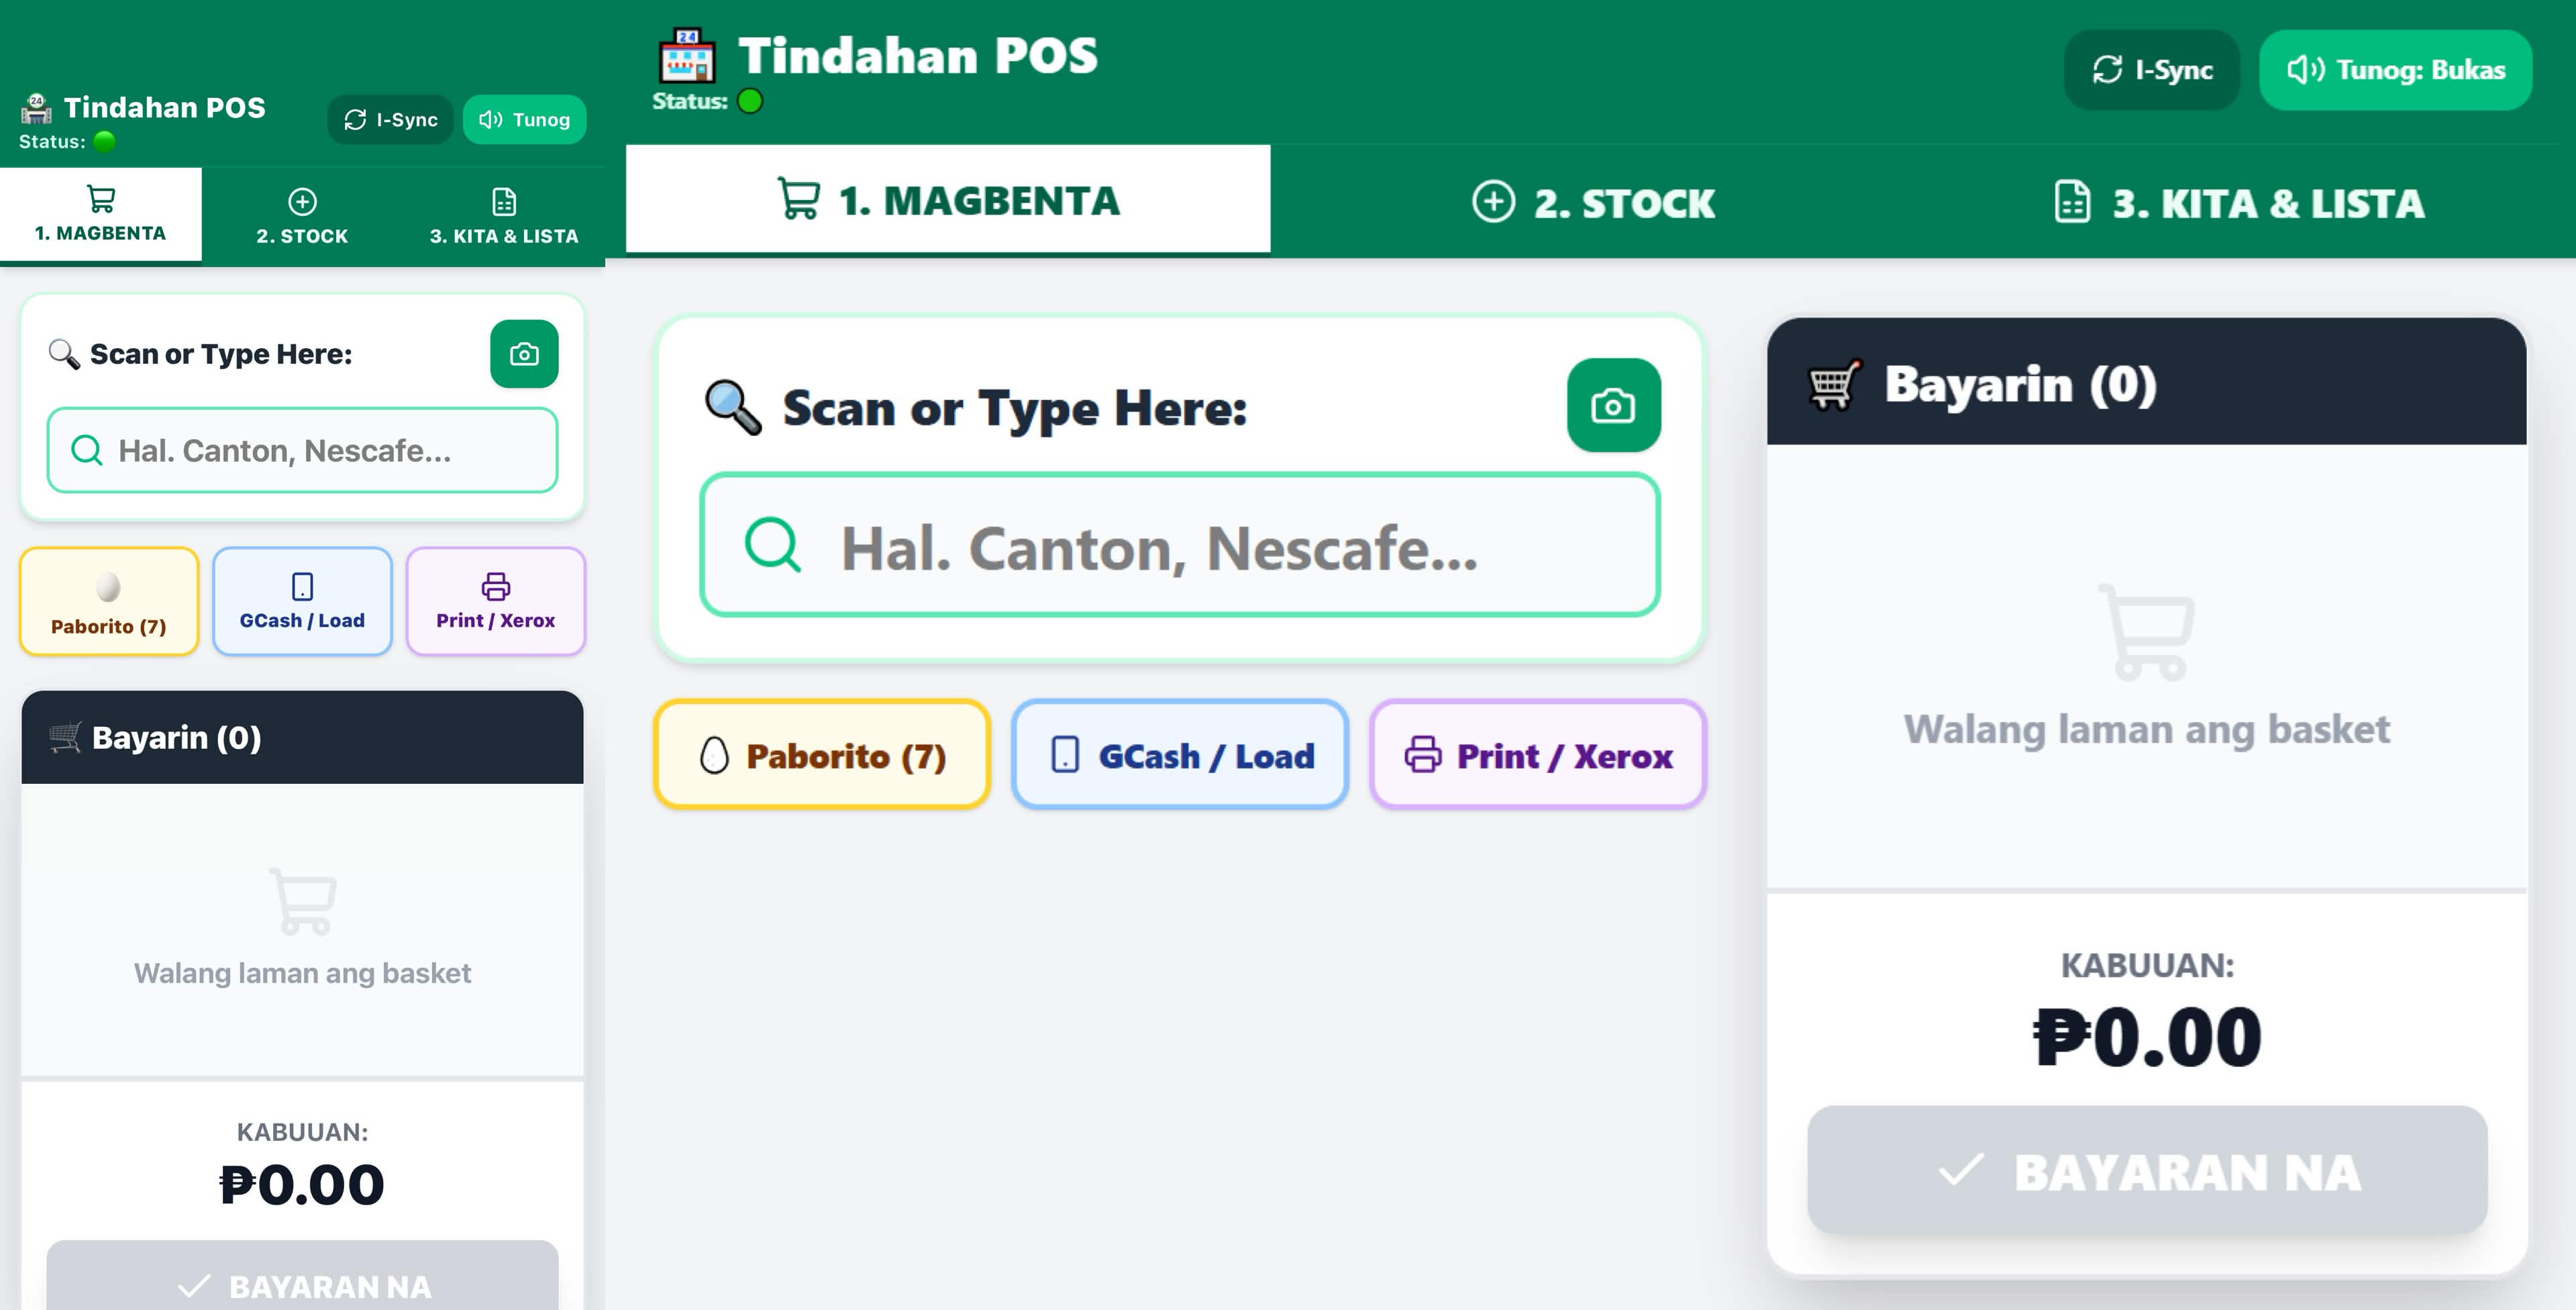 Tindahan POS
Status:
I-Sync
Tunog
1. MAGBENTA
2. STOCK
3. KITA & LISTA
Scan or Type Here:
Hal. Canton, Nescafe...
Paborito (7)
GCash / Load
Print / Xerox
Bayarin (0)
Walang laman ang basket
KABUUAN:
₱0.00
BAYARAN NA
24
Tindahan POS
Status:
I-Sync
Tunog: Bukas
1. MAGBENTA
2. STOCK
3. KITA & LISTA
Scan or Type Here:
Hal. Canton, Nescafe...
Paborito (7)
GCash / Load
Print / Xerox
Bayarin (0)
Walang laman ang basket
KABUUAN:
₱0.00
BAYARAN NA